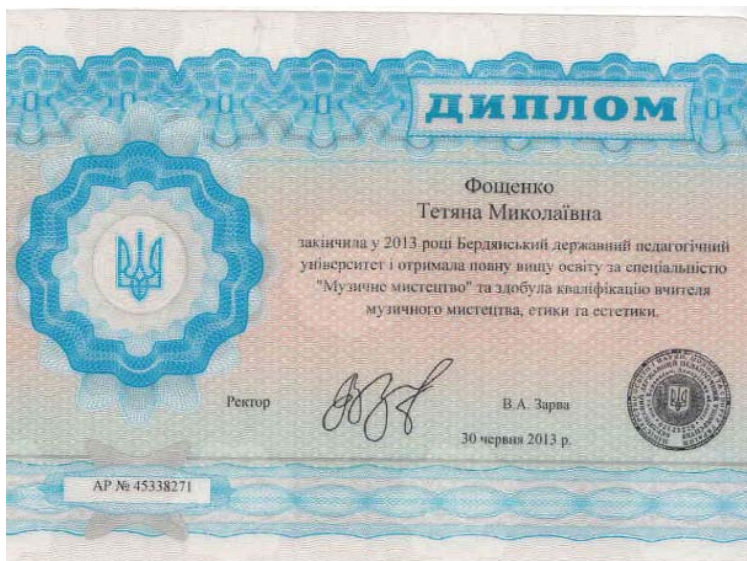 ДИПЛОМ
Фощенко
Тетяна Миколаївна
закінчила у 2013 році Бердянський державний педагогічний
університет і отримала повну вищу освіту за спеціальністю
"Музичне мистецтво" та здобула кваліфікацію вчителя
музичного мистецтва, етики та естетики.
Ректор
В.А. Зарва
30 червня 2013 р.
АР № 45338271